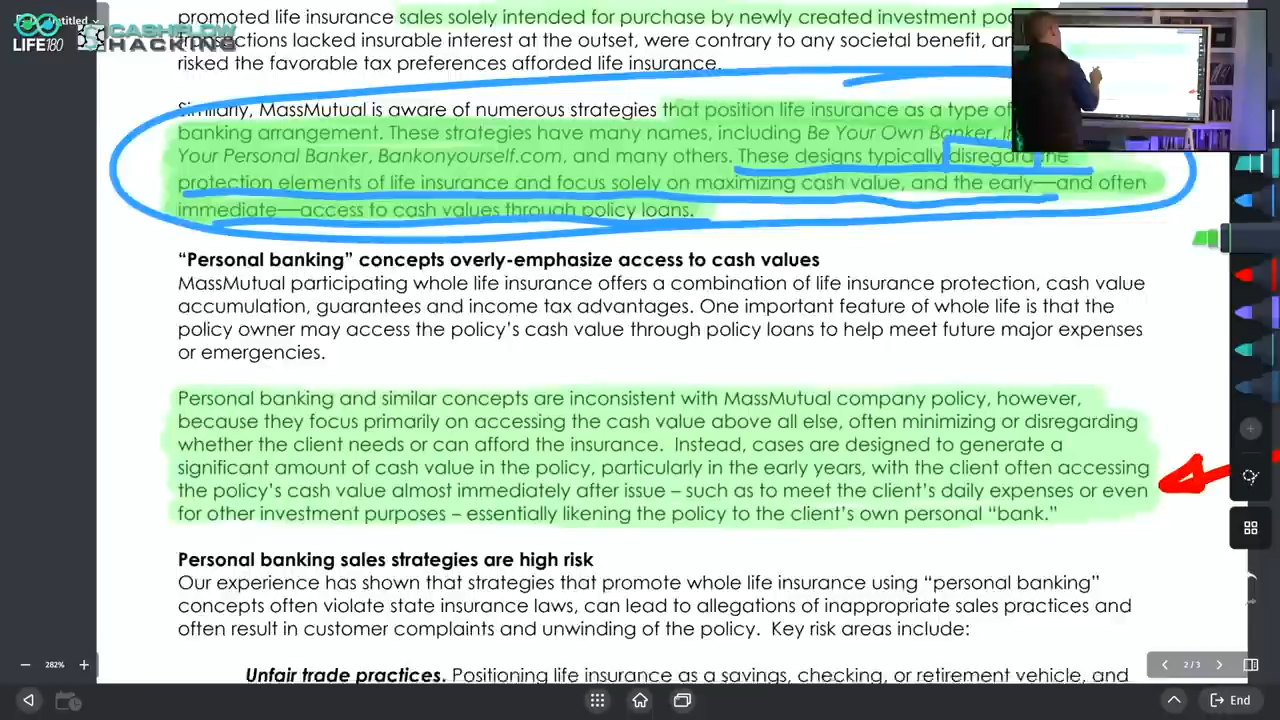 Untitled
LIFE180
CASHFLOW
HACKING
promoted life insurance sales solely intended for purchase by newly created investment
lacked insurable interest at the outset, were contrary to any societal benefit,
risked the favorable tax preferences afforded life insurance.
Similarly, MassMutual is aware of numerous strategies that position life insurance as a type of
banking arrangement. These strategies have many names, including Be Your Own Banker,
Your Personal Banker, Bankonyourself.com, and many others. These designs typically disregard the
protection elements of life insurance and focus solely on maximizing cash value, and the early—and often
immediate—access to cash values through policy loans.
“Personal banking” concepts overly-emphasize access to cash values
MassMutual participating whole life insurance offers a combination of life insurance protection, cash value
accumulation, guarantees and income tax advantages. One important feature of whole life is that the
policy owner may access the policy’s cash value through policy loans to help meet future major expenses
or emergencies.
Personal banking and similar concepts are inconsistent with MassMutual company policy, however,
because they focus primarily on accessing the cash value above all else, often minimizing or disregarding
whether the client needs or can afford the insurance. Instead, cases are designed to generate a
significant amount of cash value in the policy, particularly in the early years, with the client often accessing
the policy’s cash value almost immediately after issue – such as to meet the client’s daily expenses or even
for other investment purposes – essentially likening the policy to the client’s own personal “bank.”
Personal banking sales strategies are high risk
Our experience has shown that strategies that promote whole life insurance using “personal banking”
concepts often violate state insurance laws, can lead to allegations of inappropriate sales practices and
often result in customer complaints and unwinding of the policy. Key risk areas include:
Unfair trade practices. Positioning life insurance as a savings, checking, or retirement vehicle, and
282%
2/3
End